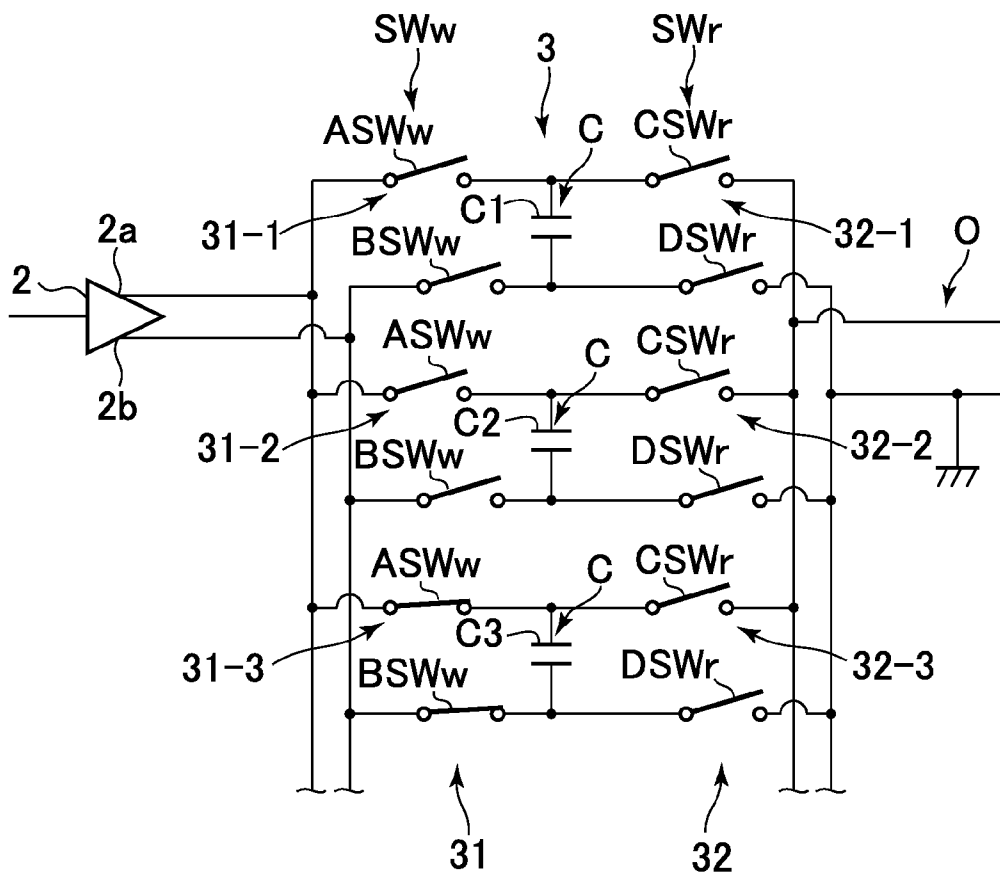 SWw
SWr
3
ASWw
C
CSWr
C1
31-1
32-1
2a
BSWw
DSWr
O
2
ASWw
C
CSWr
2b
C2
31-2
32-2
BSWw
DSWr
ASWw
C
CSWr
C3
31-3
32-3
BSWw
DSWr
31
32